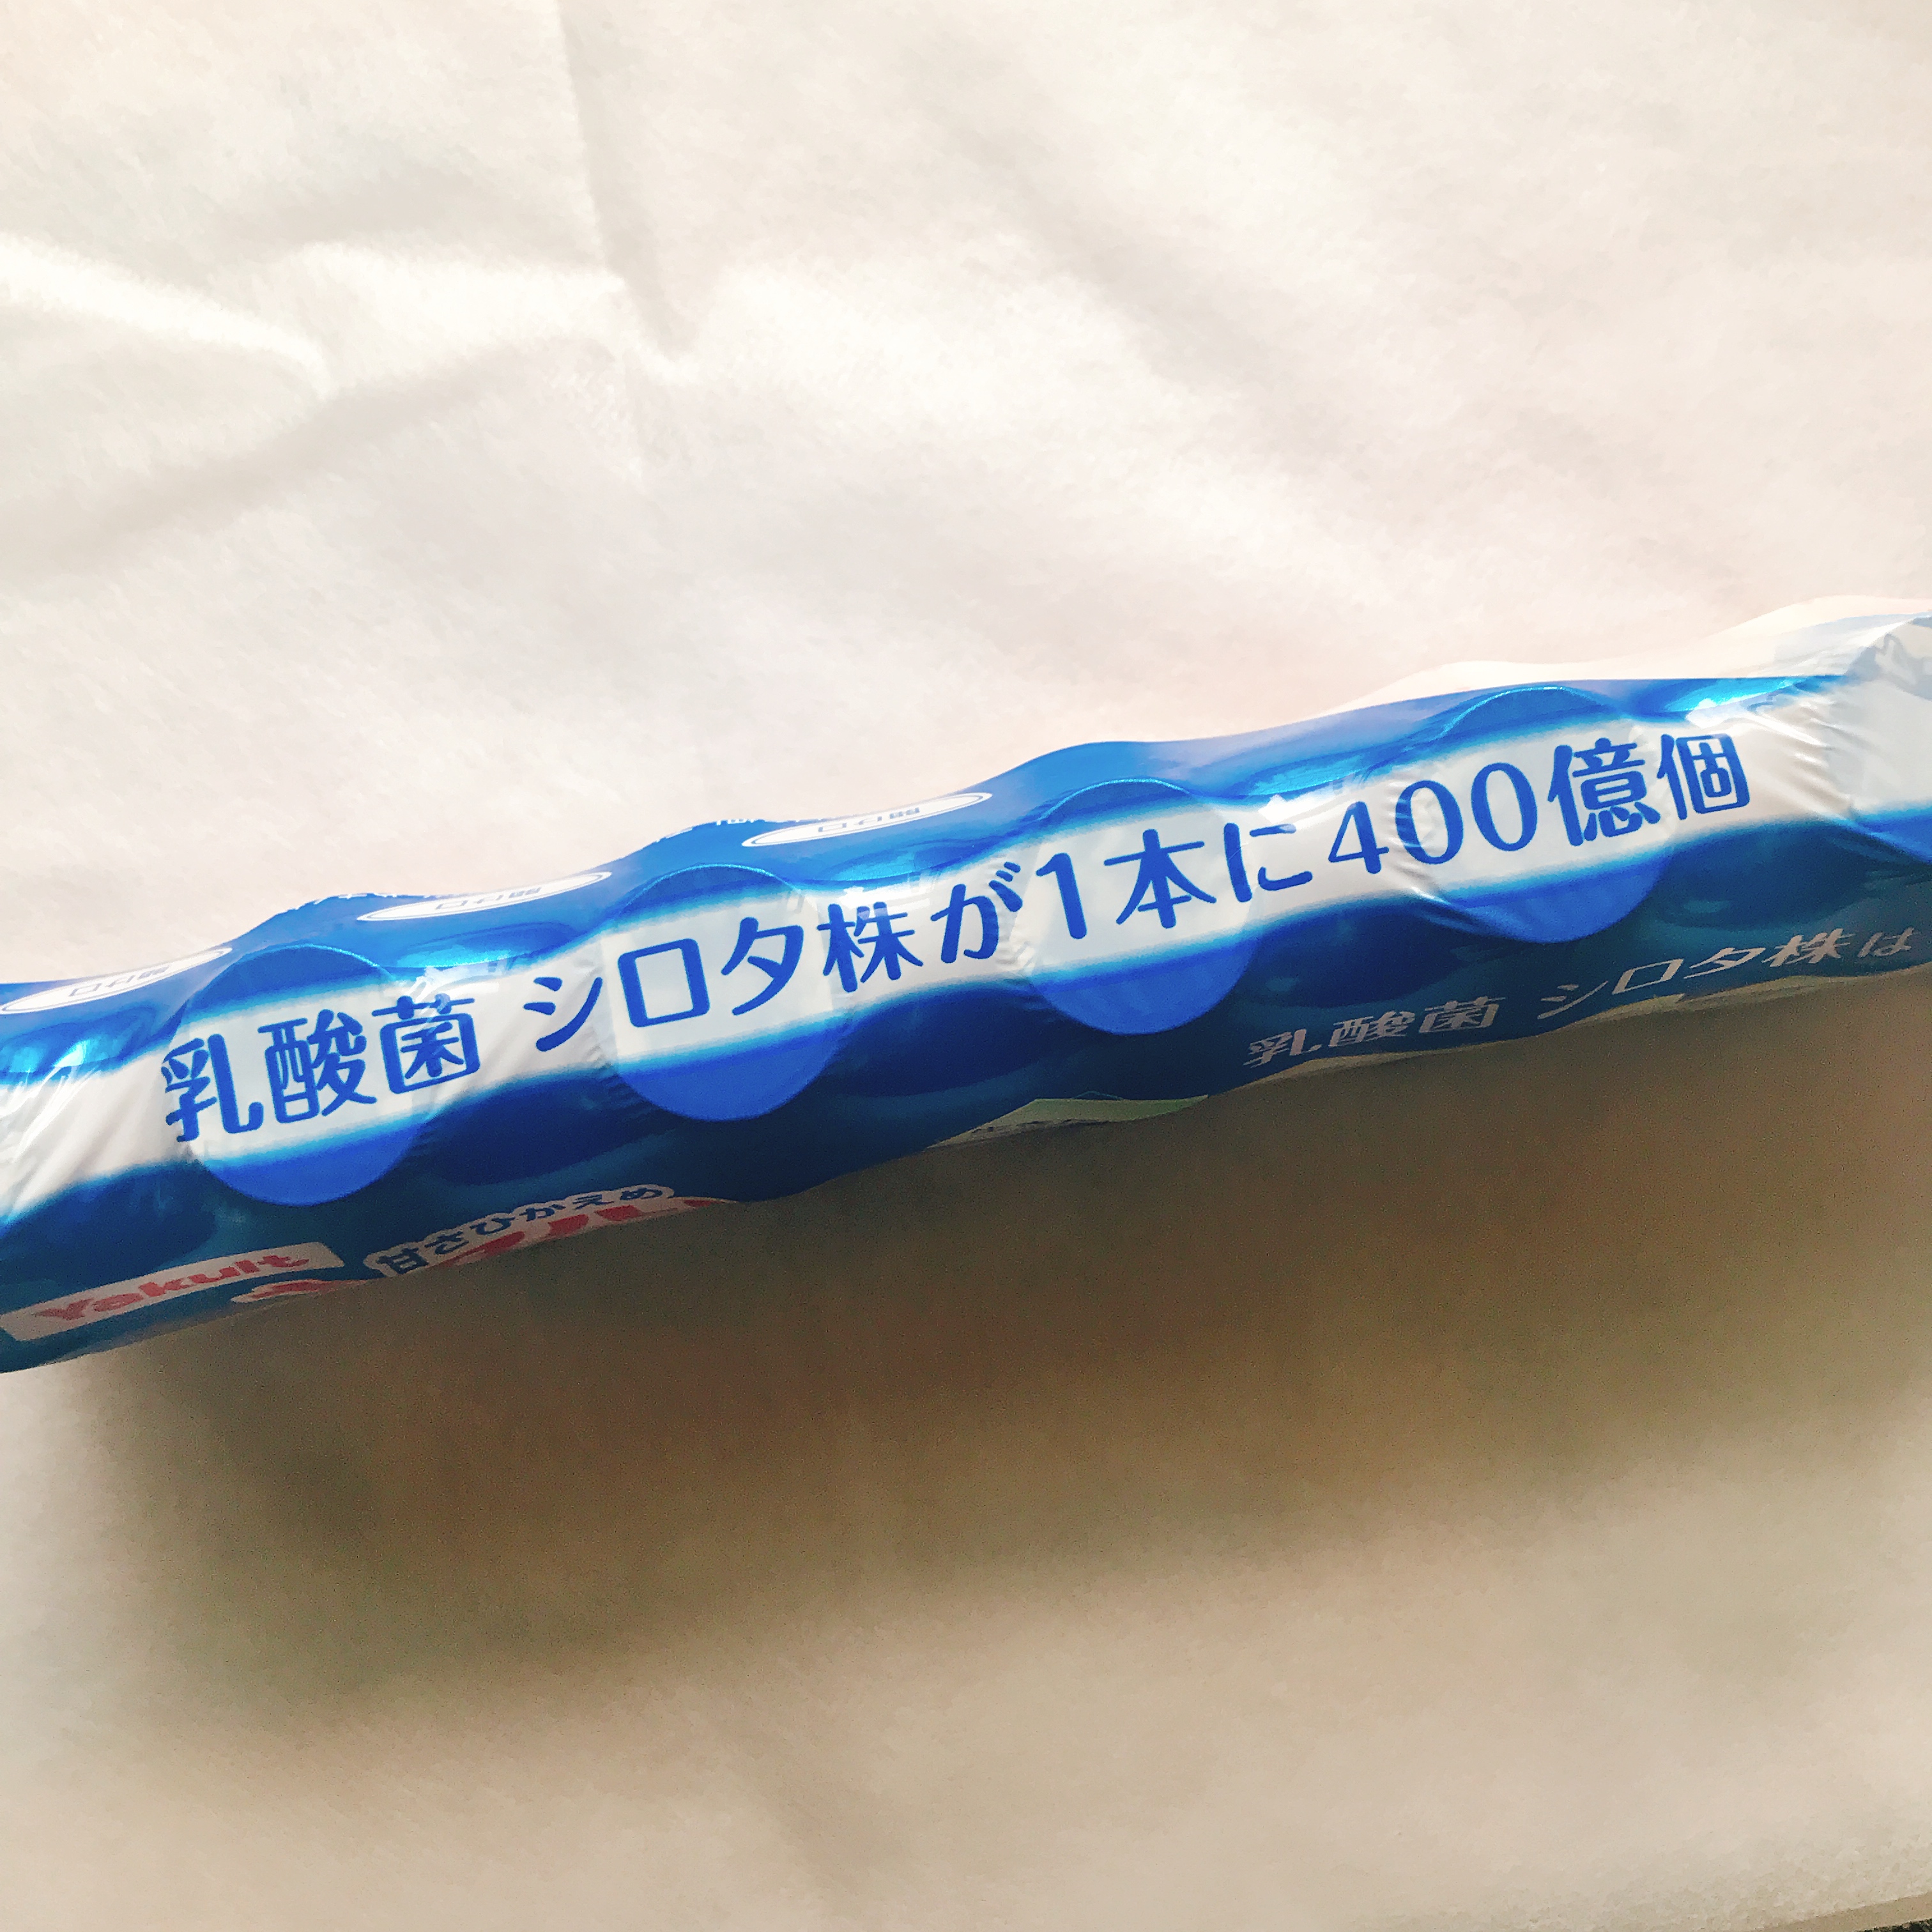 乳酸菌 シロタ株が1本に400億個
乳酸菌 シロタ株は
甘さひかえめ
Yakult